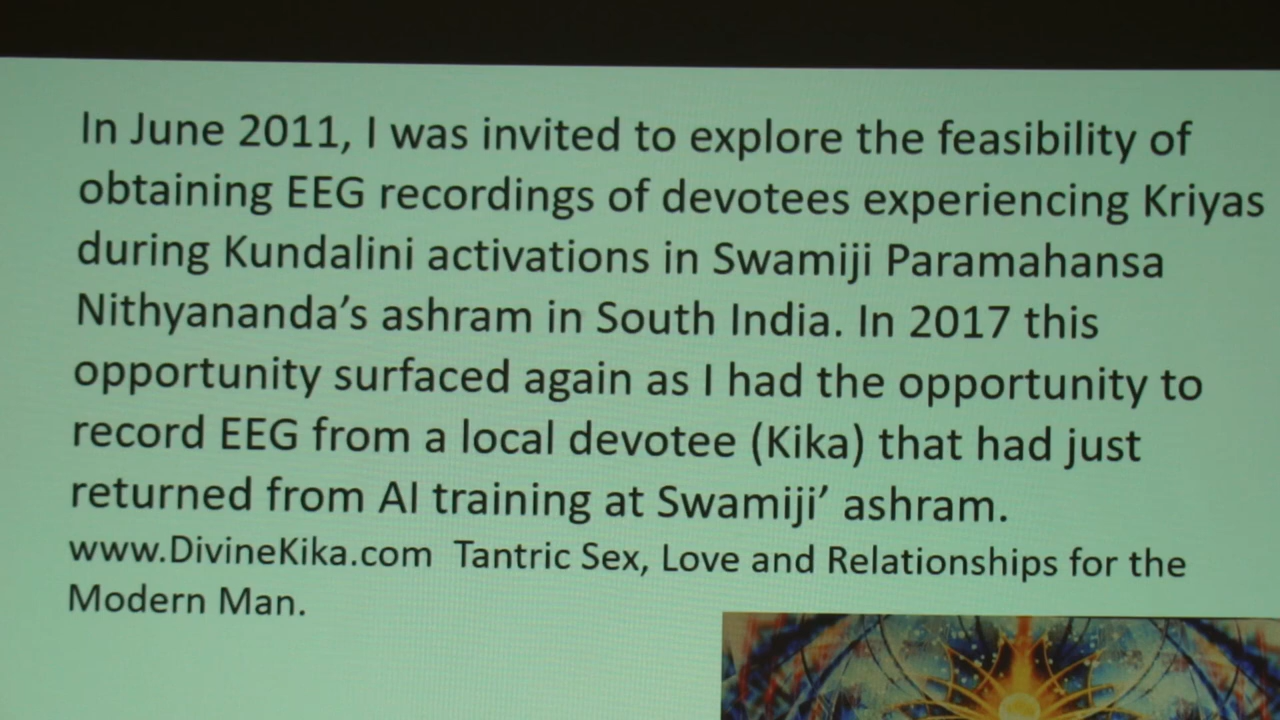 In June 2011, I was invited to explore the feasibility of
obtaining EEG recordings of devotees experiencing Kriyas
during Kundalini activations in Swamiji Paramahansa
Nithyananda’s ashram in South India. In 2017 this
opportunity surfaced again as I had the opportunity to
record EEG from a local devotee (Kika) that had just
returned from AI training at Swamiji’ ashram.
www.DivineKika.com Tantric Sex, Love and Relationships for the
Modern Man.